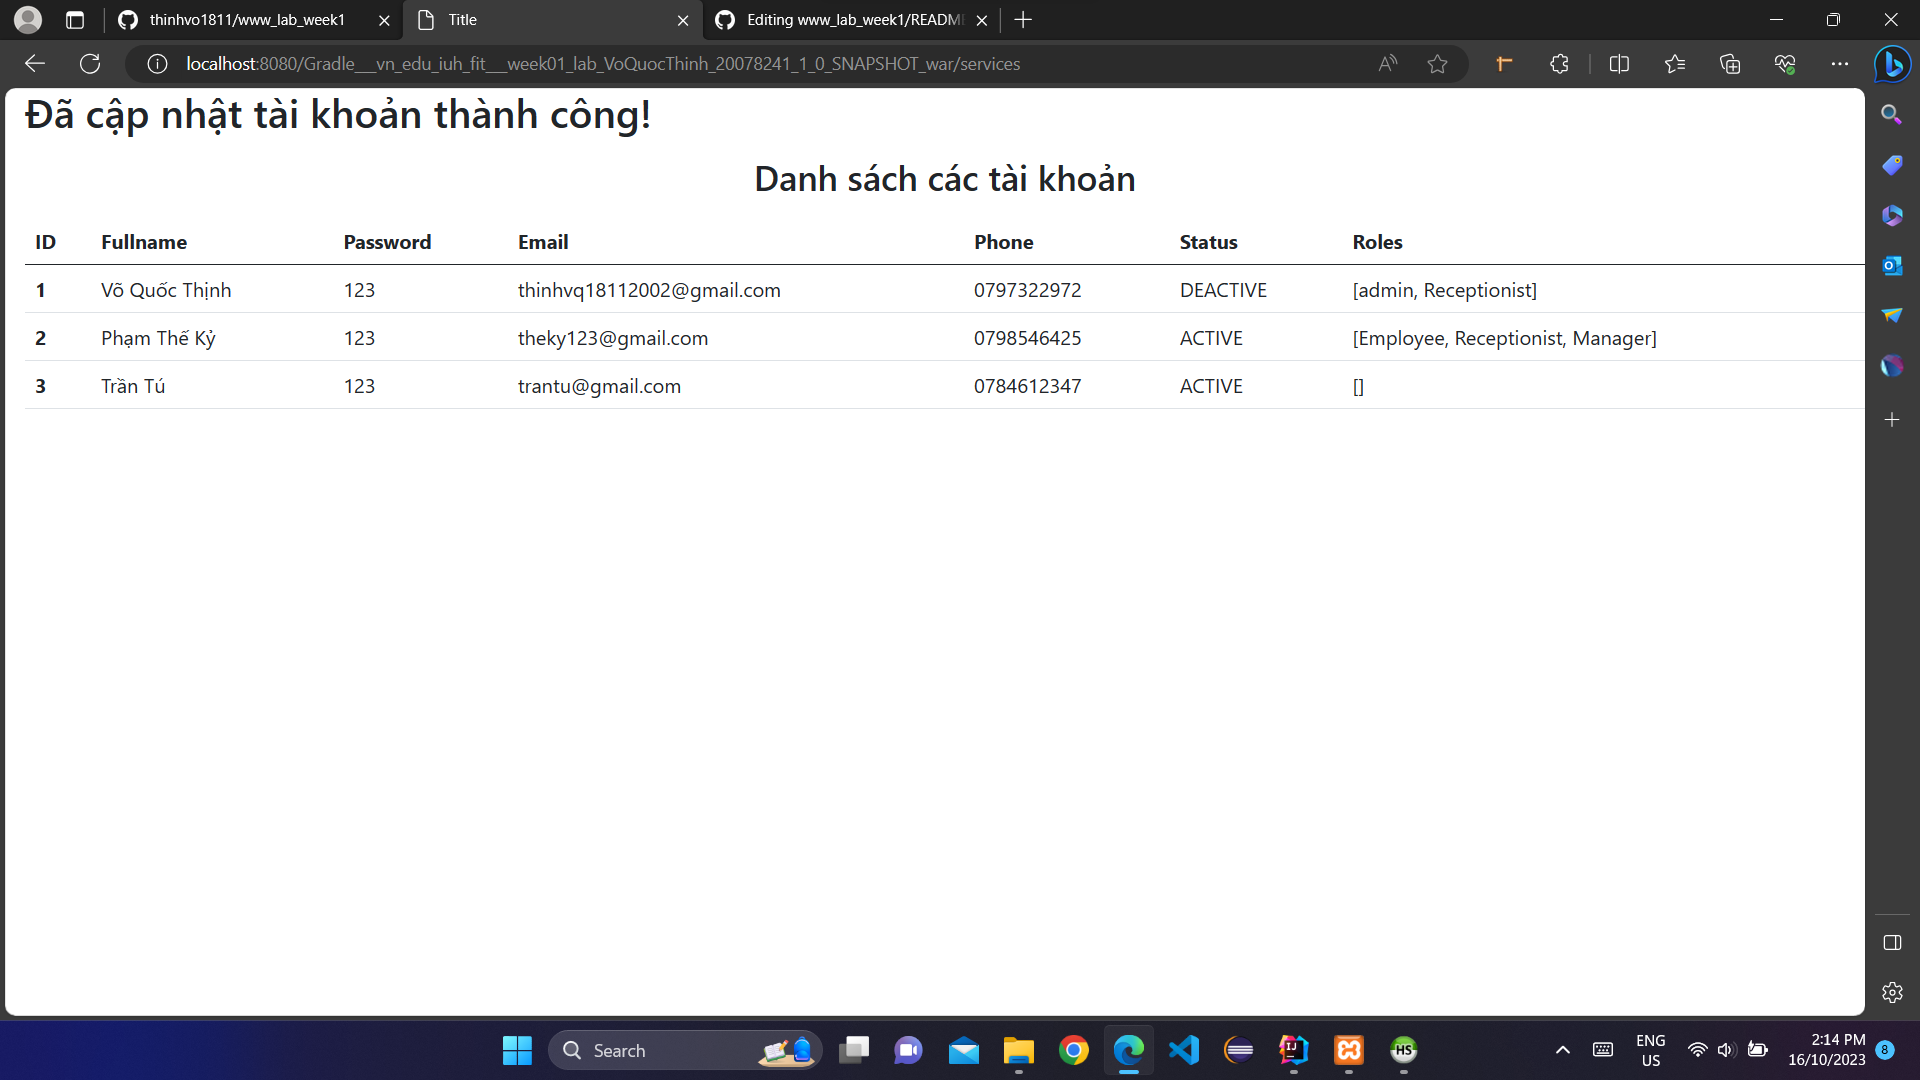 thinhvo1811/www_lab_week1
Title
Editing www_lab_week1/READM
localhost:8080/Gradle___vn_edu_iuh_fit___week01_lab_VoQuocThinh_20078241_1_0_SNAPSHOT_war/services
Đã cập nhật tài khoản thành công!
Danh sách các tài khoản
ID Fullname Password Email Phone Status Roles
1 Võ Quốc Thịnh 123 thinhvq18112002@gmail.com 0797322972 DEACTIVE [admin, Receptionist]
2 Phạm Thế Kỷ 123 theky123@gmail.com 0798546425 ACTIVE [Employee, Receptionist, Manager]
3 Trần Tú 123 trantu@gmail.com 0784612347 ACTIVE []
Search
HS
ENG
US
2:14 PM
16/10/2023
8